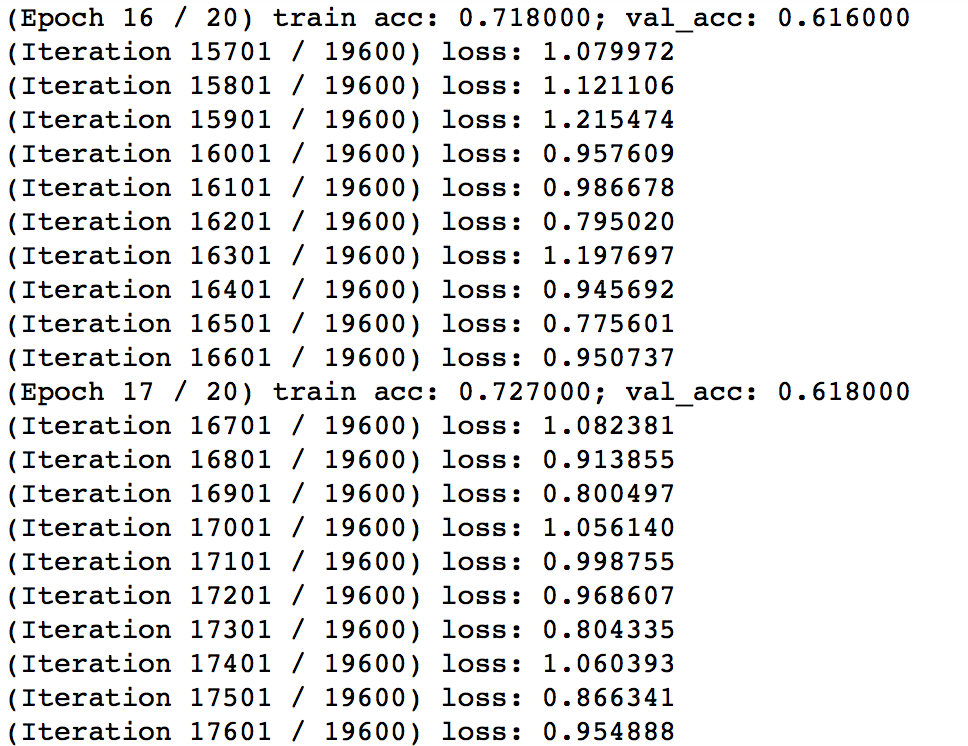 (Epoch 16 / 20) train acc: 0.718000; val_acc: 0.616000
(Iteration 15701 / 19600) loss: 1.079972
(Iteration 15801 / 19600) loss: 1.121106
(Iteration 15901 / 19600) loss: 1.215474
(Iteration 16001 / 19600) loss: 0.957609
(Iteration 16101 / 19600) loss: 0.986678
(Iteration 16201 / 19600) loss: 0.795020
(Iteration 16301 / 19600) loss: 1.197697
(Iteration 16401 / 19600) loss: 0.945692
(Iteration 16501 / 19600) loss: 0.775601
(Iteration 16601 / 19600) loss: 0.950737
(Epoch 17 / 20) train acc: 0.727000; val_acc: 0.618000
(Iteration 16701 / 19600) loss: 1.082381
(Iteration 16801 / 19600) loss: 0.913855
(Iteration 16901 / 19600) loss: 0.800497
(Iteration 17001 / 19600) loss: 1.056140
(Iteration 17101 / 19600) loss: 0.998755
(Iteration 17201 / 19600) loss: 0.968607
(Iteration 17301 / 19600) loss: 0.804335
(Iteration 17401 / 19600) loss: 1.060393
(Iteration 17501 / 19600) loss: 0.866341
(Iteration 17601 / 19600) loss: 0.954888